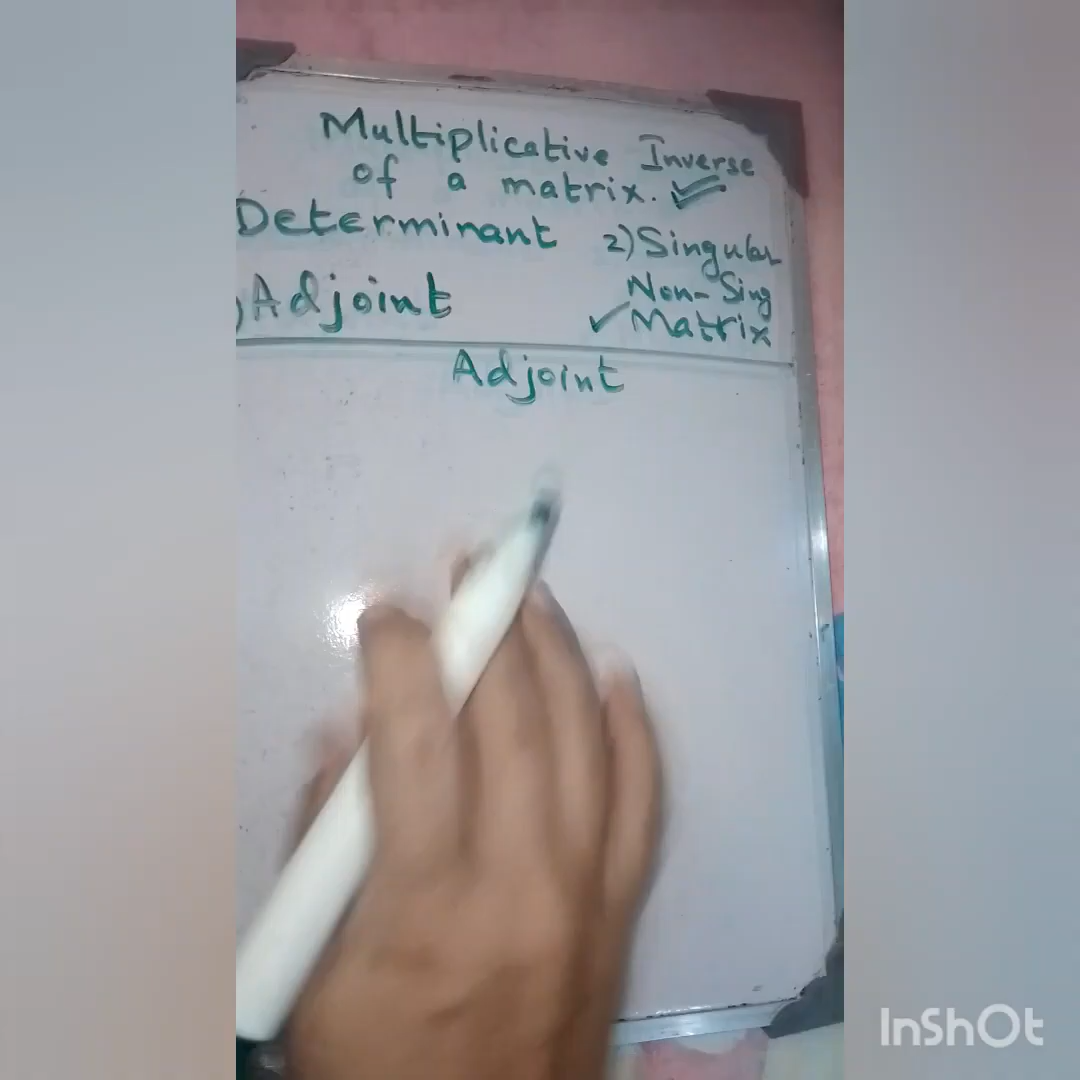 Multiplicative Inverse
of a matrix.
Determinant
2) Singular
Non-Sing
Matrix
)Adjoint
Adjoint
InShOt